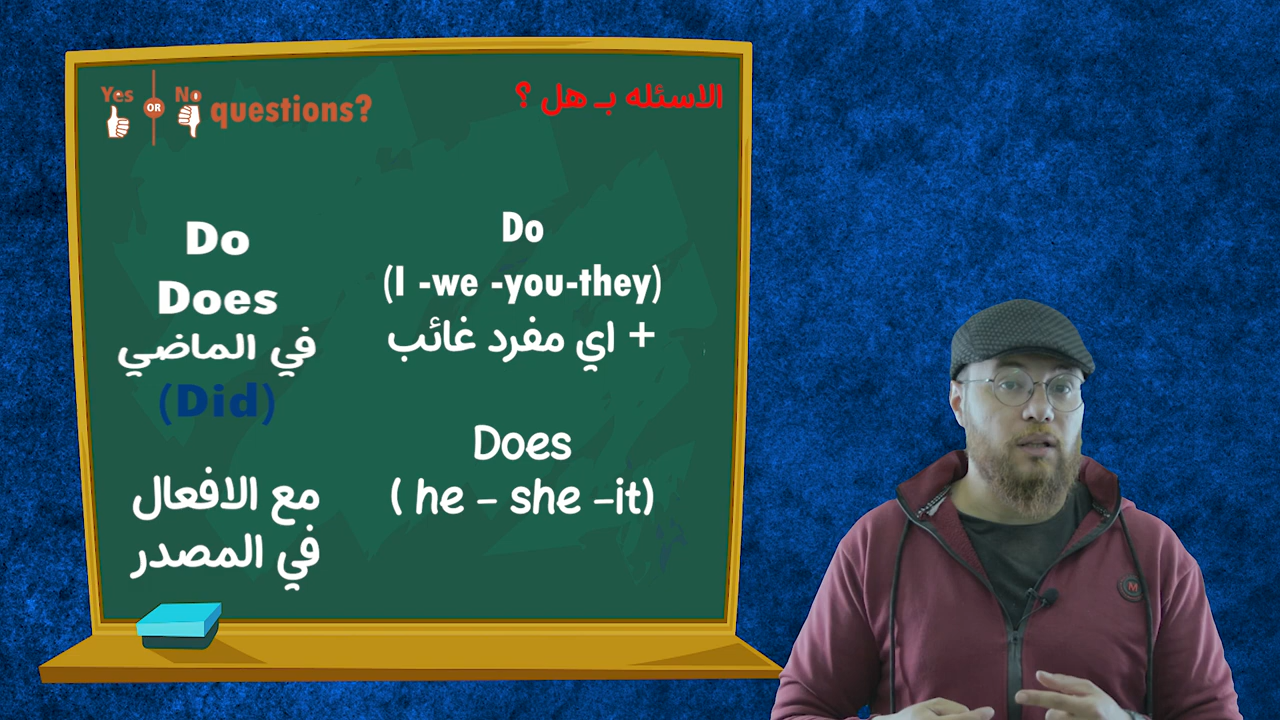 Yes OR No questions?
الاسئله بـ هل ؟
Do
Does
في الماضي
(Did)
مع الافعال
في المصدر
Do
(I -we -you-they)
+ اي مفرد غائب
Does
( he – she –it)
M